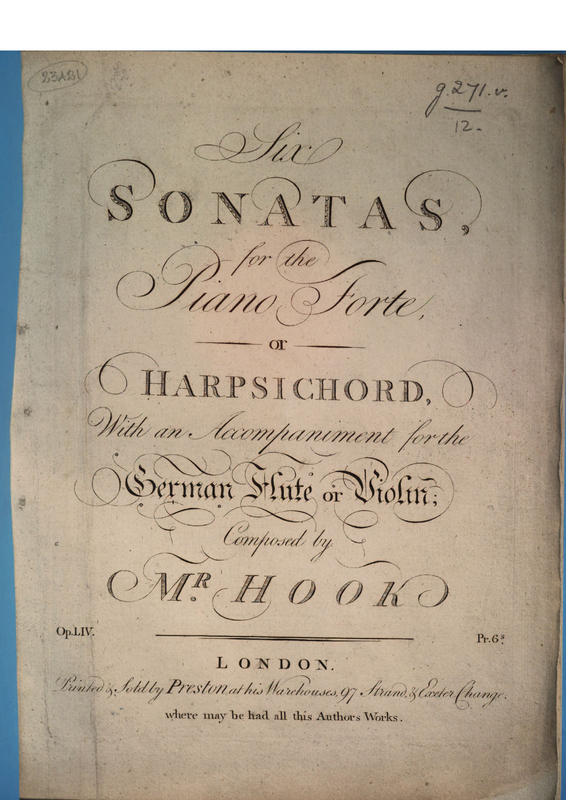 g.271.v.
12.
Six
SONATAS,
for the
Piano Forte,
or
HARPSICHORD,
With an Accompaniment for the
German Flute or Violin;
Composed by
Mr. HOOK
Op.LIV.
Pr.6s.
LONDON.
Printed & Sold by Preston at his Warehouses, 97 Strand, & Exeter Change.
where may be had all this Authors Works.